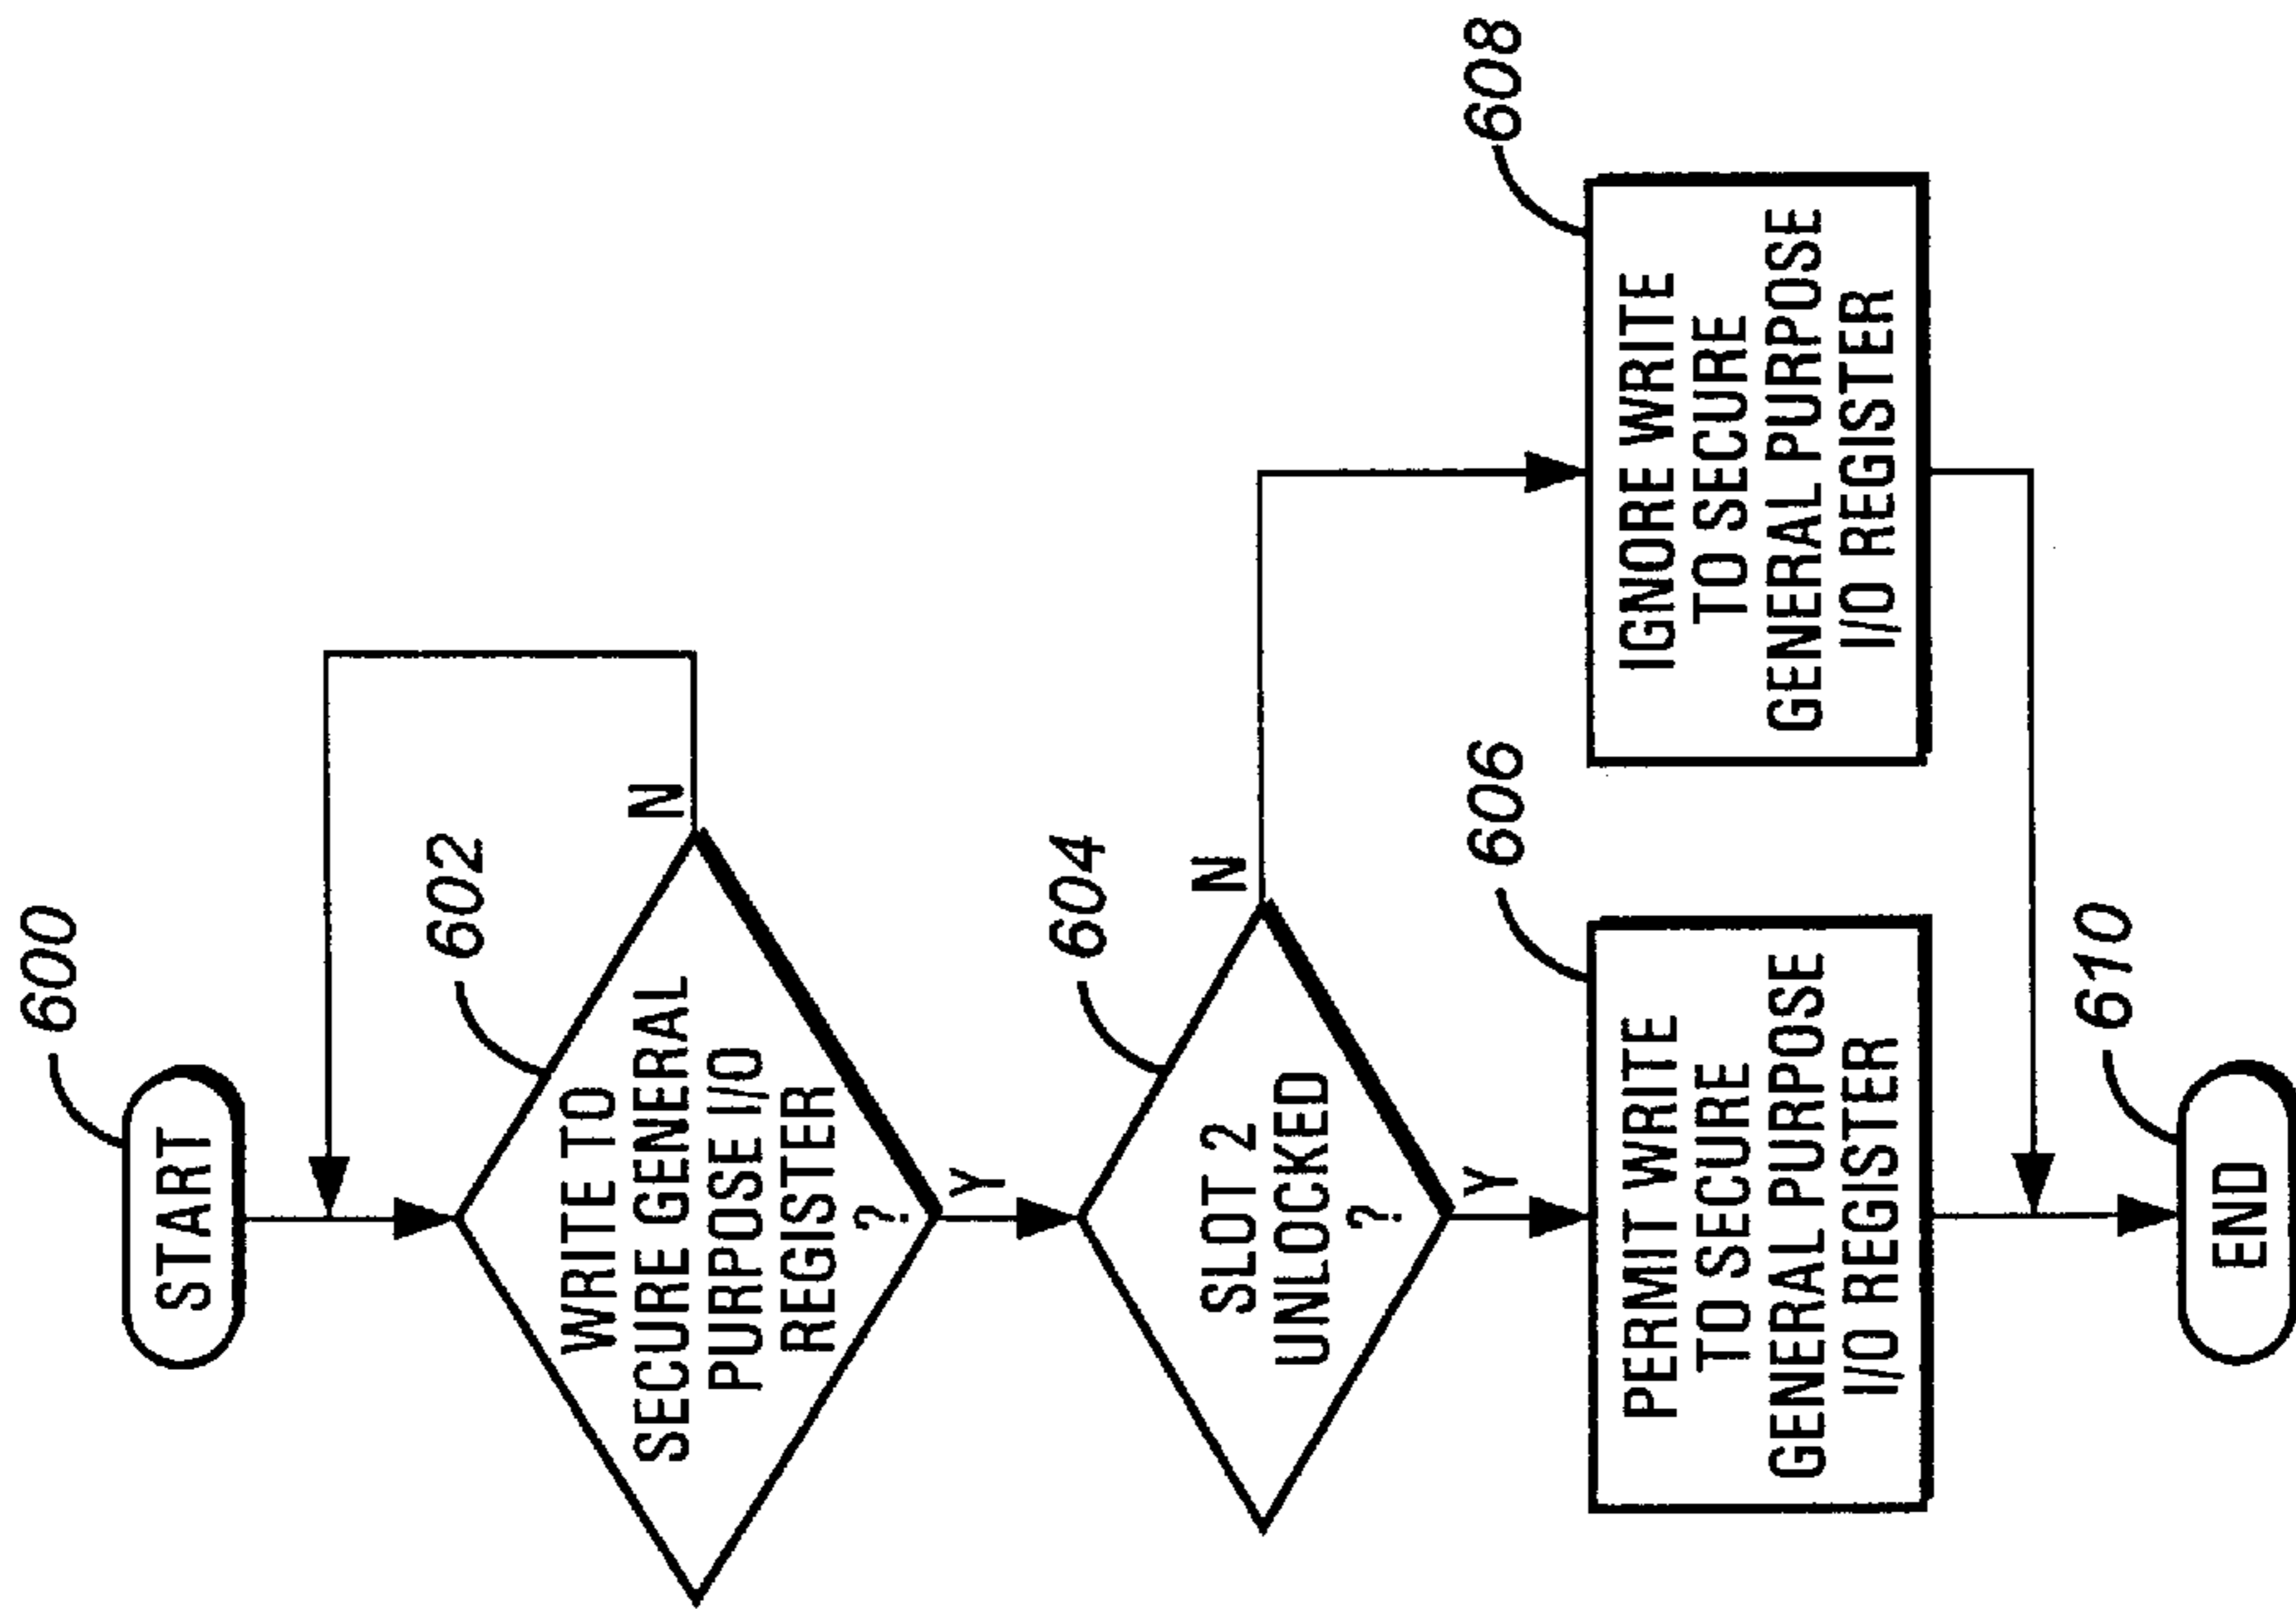 600
START
602
WRITE TO
SECURE GENERAL
PURPOSE I/O
REGISTER
?
N
Y
604
SLOT 2
UNLOCKED
?
N
Y
606
PERMIT WRITE
TO SECURE
GENERAL PURPOSE
I/O REGISTER
608
IGNORE WRITE
TO SECURE
GENERAL PURPOSE
I/O REGISTER
610
END